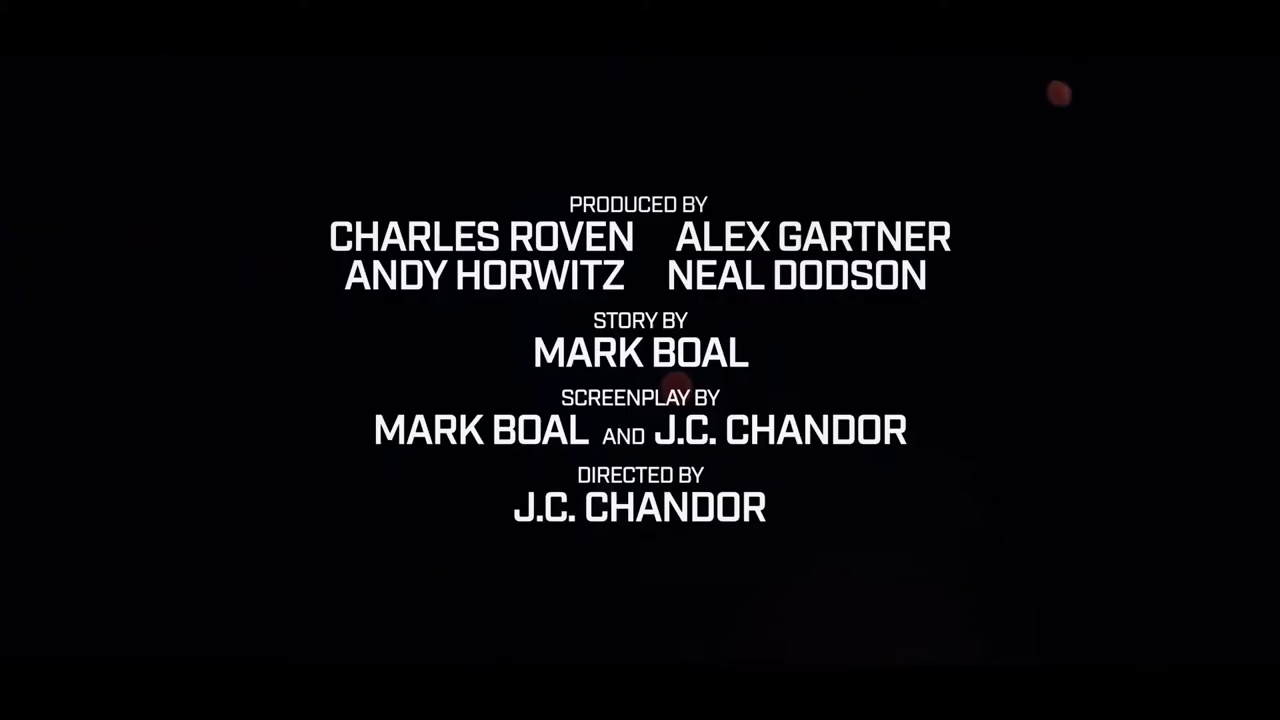 PRODUCED BY
CHARLES ROVEN ALEX GARTNER
ANDY HORWITZ NEAL DODSON
STORY BY
MARK BOAL
SCREENPLAY BY
MARK BOAL AND J.C. CHANDOR
DIRECTED BY
J.C. CHANDOR